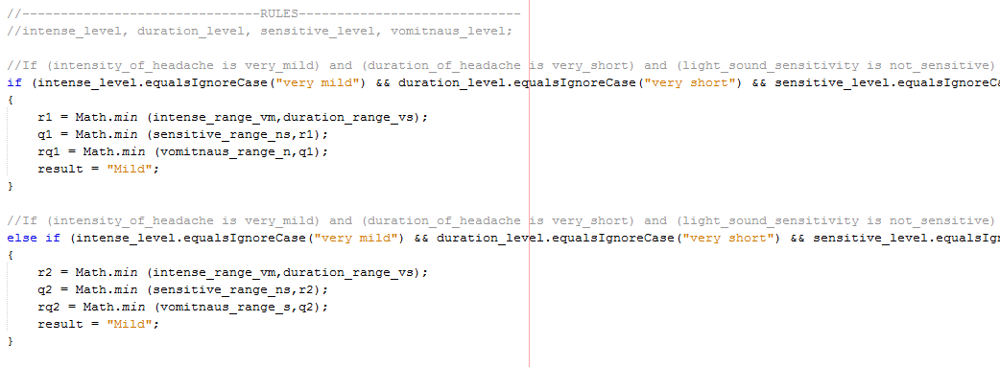 //-------------------------------RULES-----------------------------
//intense_level, duration_level, sensitive_level, vomitnaus_level;
//If (intensity_of_headache is very_mild) and (duration_of_headache is very_short) and (light_sound_sensitivity is not_sensitive)
if (intense_level.equalsIgnoreCase("very mild") && duration_level.equalsIgnoreCase("very short") && sensitive_level.equalsIgnoreCa
{
r1 = Math.min (intense_range_vm,duration_range_vs);
q1 = Math.min (sensitive_range_ns,r1);
rq1 = Math.min (vomitnaus_range_n,q1);
result = "Mild";
}
//If (intensity_of_headache is very_mild) and (duration_of_headache is very_short) and (light_sound_sensitivity is not_sensitive)
else if (intense_level.equalsIgnoreCase("very mild") && duration_level.equalsIgnoreCase("very short") && sensitive_level.equalsIg
{
r2 = Math.min (intense_range_vm,duration_range_vs);
q2 = Math.min (sensitive_range_ns,r2);
rq2 = Math.min (vomitnaus_range_s,q2);
result = "Mild";
}